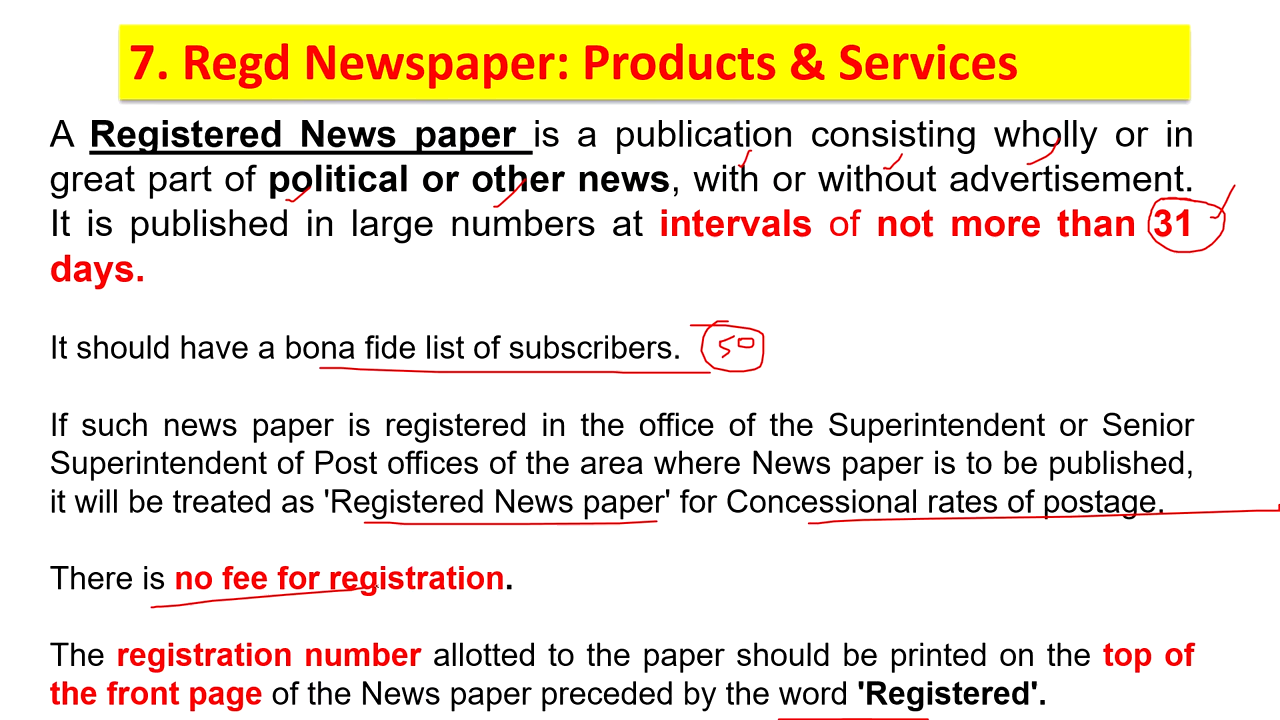 7. Regd Newspaper: Products & Services
A Registered News paper is a publication consisting wholly or in
great part of political or other news, with or without advertisement.
It is published in large numbers at intervals of not more than 31
days.
It should have a bona fide list of subscribers. 50
If such news paper is registered in the office of the Superintendent or Senior
Superintendent of Post offices of the area where News paper is to be published,
it will be treated as 'Registered News paper' for Concessional rates of postage.
There is no fee for registration.
The registration number allotted to the paper should be printed on the top of
the front page of the News paper preceded by the word 'Registered'.